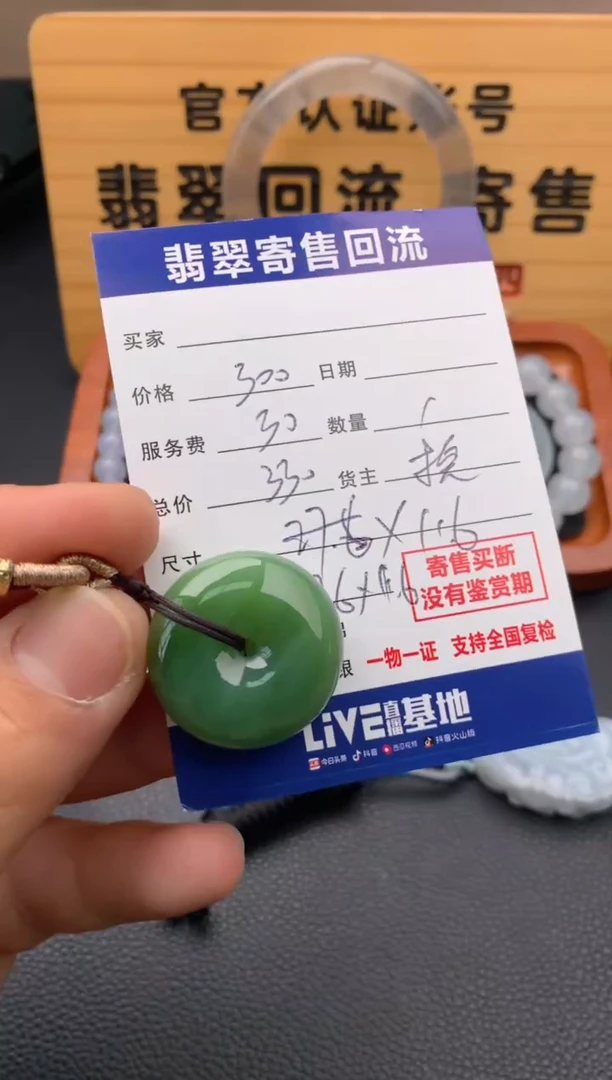 官方认证账号
翡翠回流 寄售
翡翠寄售回流
买家
价格 300 日期
服务费 30 数量 1
总价 330 货主
尺寸
寄售买断
没有鉴赏期
一物一证 支持全国复检
LiVE直播基地
今日头条 抖音 西瓜视频 抖音火山版